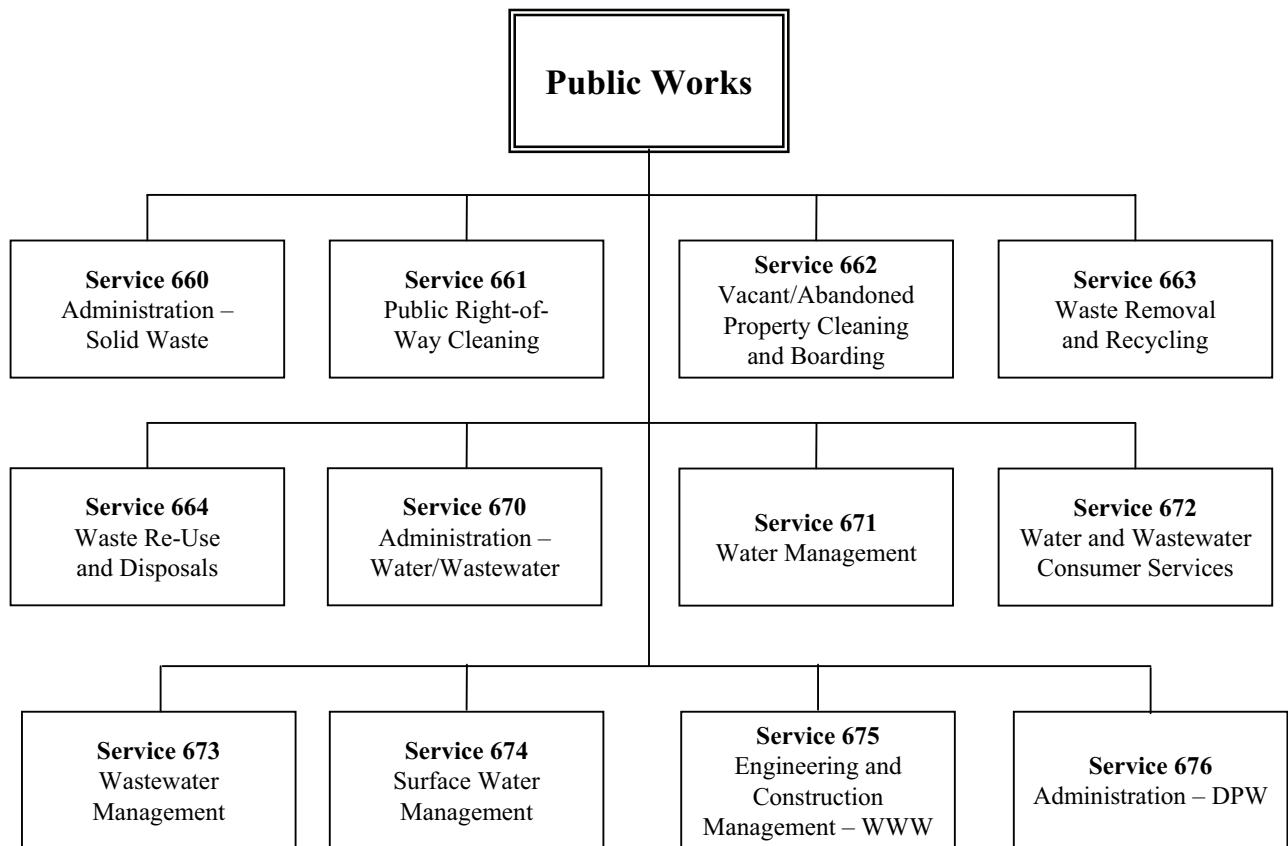 Public Works
Service 660
Administration –
Solid Waste
Service 661
Public Right-of-
Way Cleaning
Service 662
Vacant/Abandoned
Property Cleaning
and Boarding
Service 663
Waste Removal
and Recycling
Service 664
Waste Re-Use
and Disposals
Service 670
Administration –
Water/Wastewater
Service 671
Water Management
Service 672
Water and Wastewater
Consumer Services
Service 673
Wastewater
Management
Service 674
Surface Water
Management
Service 675
Engineering and
Construction
Management – WWW
Service 676
Administration – DPW